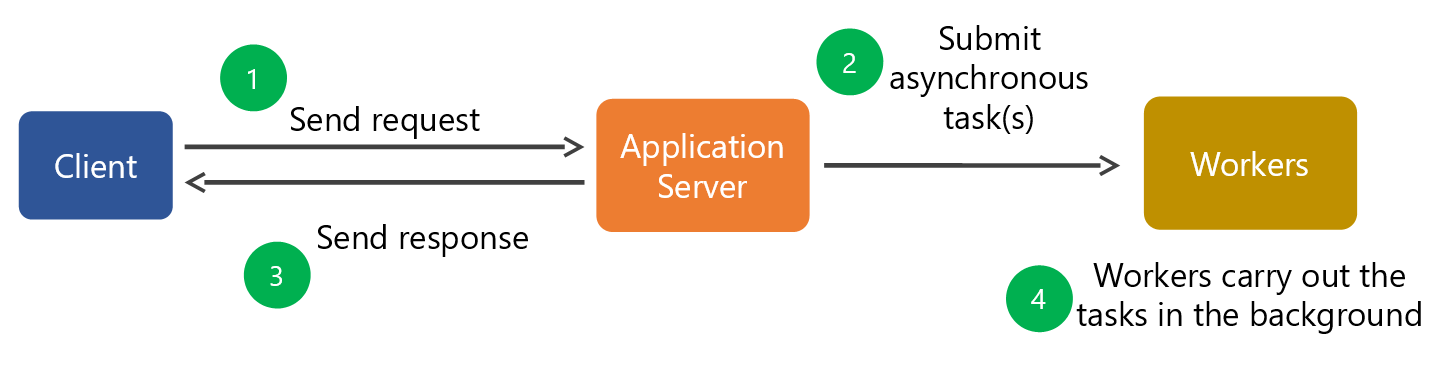 1
Send request
Client
Application
Server
2
Submit
asynchronous
task(s)
Workers
3
Send response
4
Workers carry out the
tasks in the background